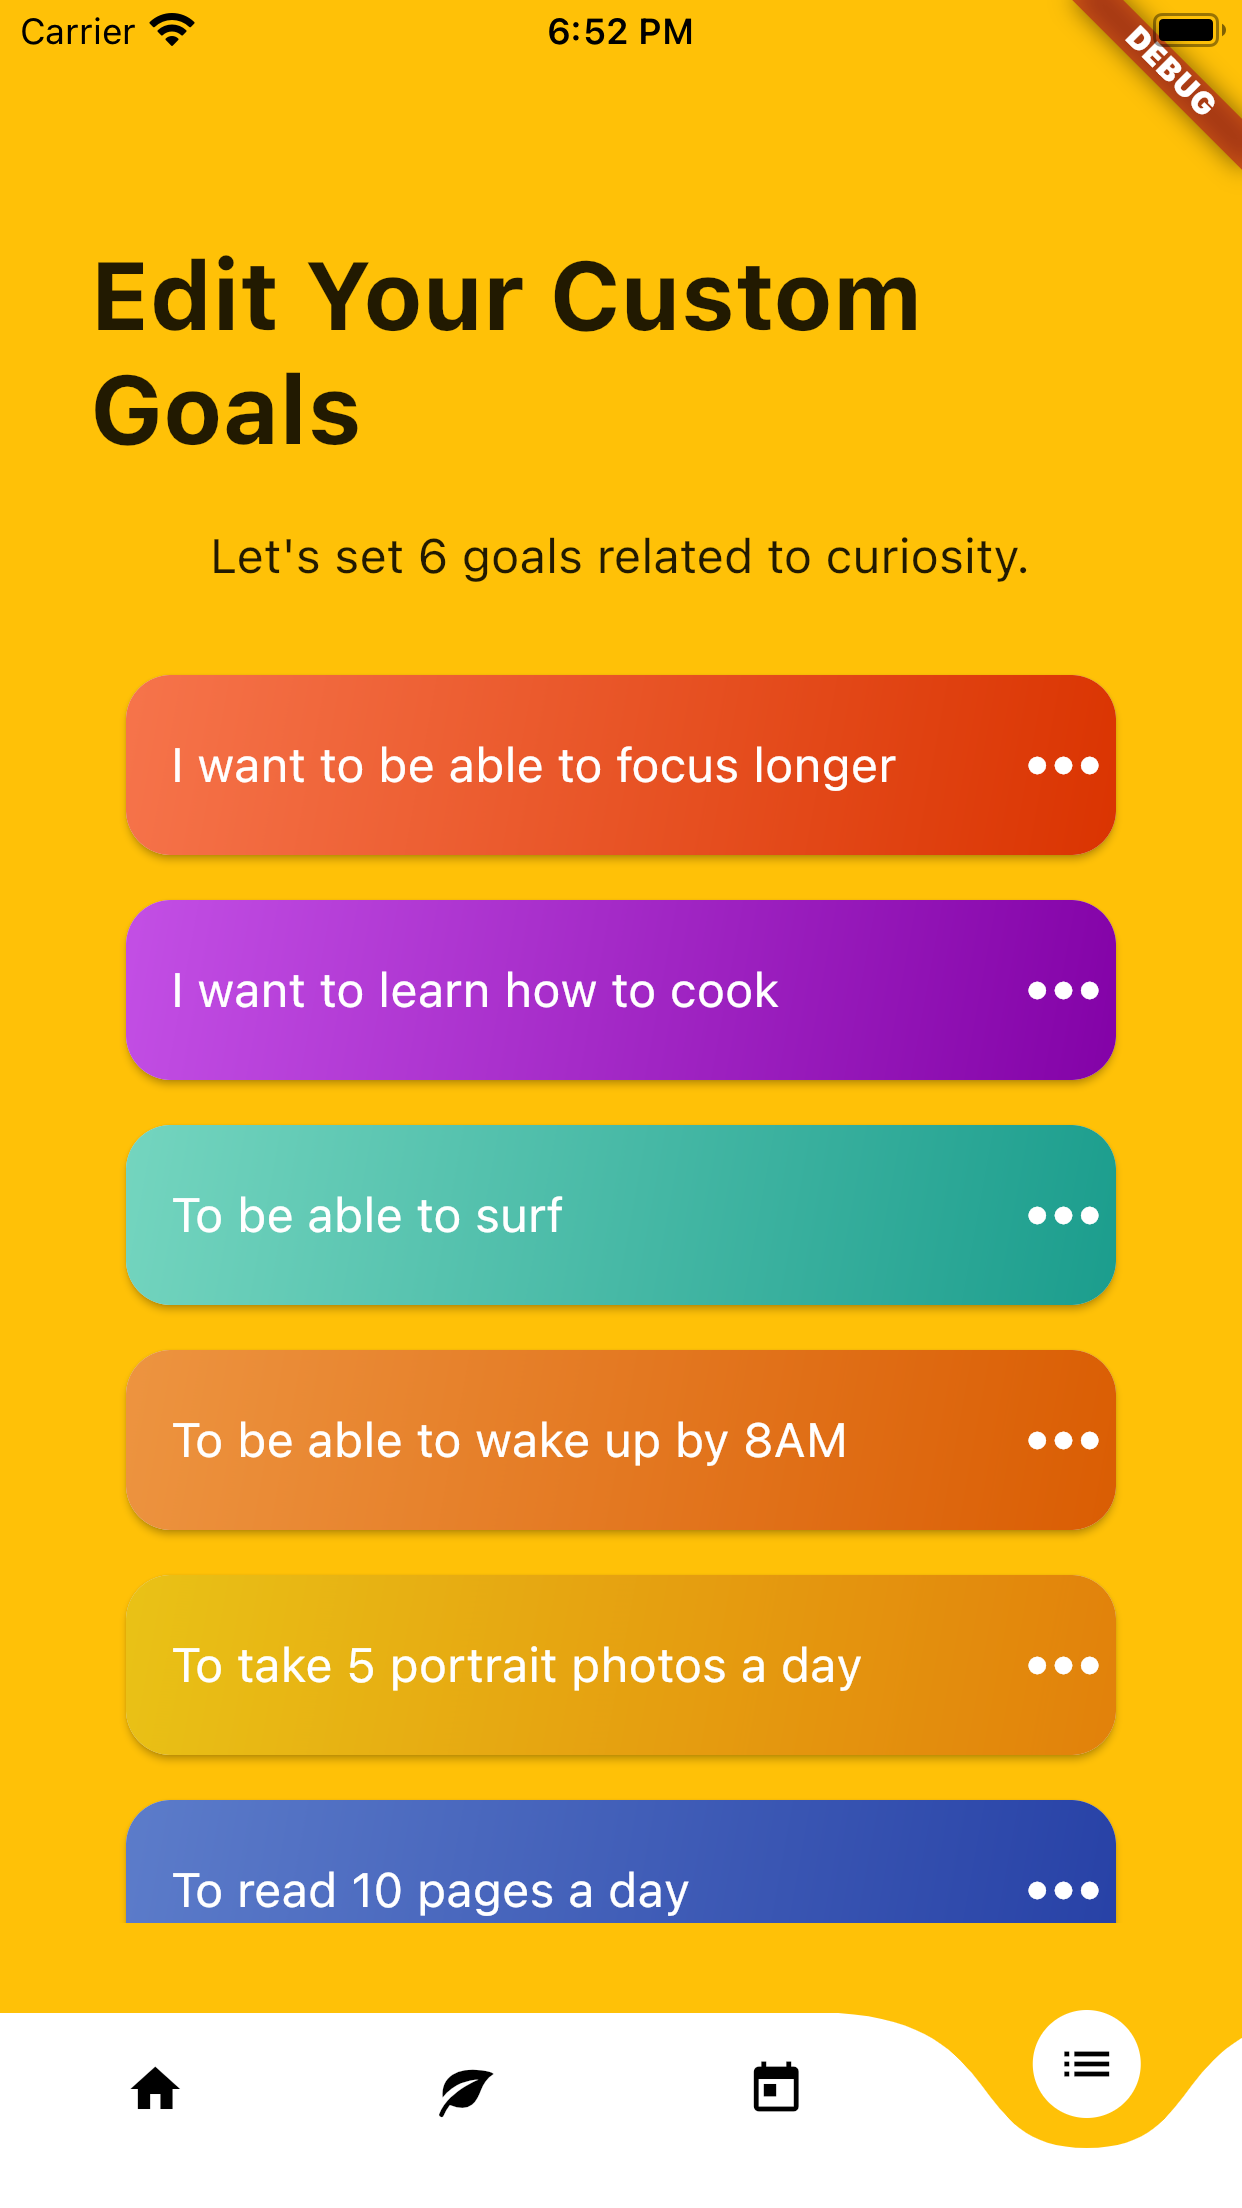 Carrier 6:52 PM
DEBUG
Edit Your Custom
Goals
Let's set 6 goals related to curiosity.
I want to be able to focus longer
I want to learn how to cook
To be able to surf
To be able to wake up by 8AM
To take 5 portrait photos a day
To read 10 pages a day